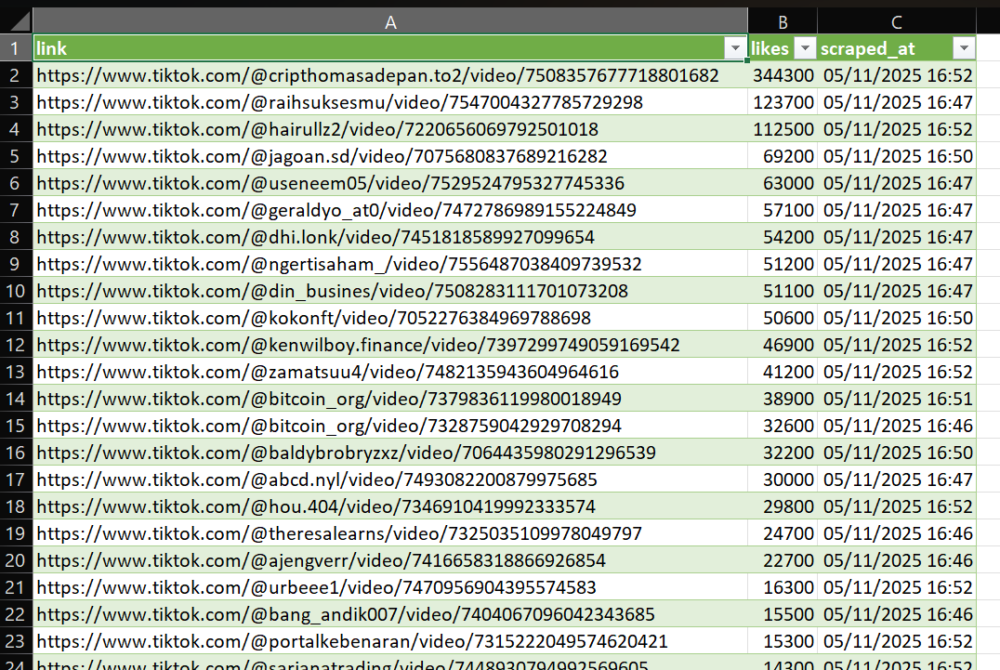 A B C
1 link likes scraped_at
2 https://www.tiktok.com/@cripthomasadepan.to2/video/7508357677718801682 344300 05/11/2025 16:52
3 https://www.tiktok.com/@raihsuksesmu/video/7547004327785729298 123700 05/11/2025 16:47
4 https://www.tiktok.com/@hairullz2/video/7220656069792501018 112500 05/11/2025 16:52
5 https://www.tiktok.com/@jagoan.sd/video/7075680837689216282 69200 05/11/2025 16:50
6 https://www.tiktok.com/@useneem05/video/7529524795327745336 63000 05/11/2025 16:47
7 https://www.tiktok.com/@geraldyo_at0/video/7472786989155224849 57100 05/11/2025 16:47
8 https://www.tiktok.com/@dhi.lonk/video/7451818589927099654 54200 05/11/2025 16:47
9 https://www.tiktok.com/@ngertisaham_/video/7556487038409739532 51200 05/11/2025 16:47
10 https://www.tiktok.com/@din_busines/video/7508283111701073208 51100 05/11/2025 16:47
11 https://www.tiktok.com/@kokonft/video/7052276384969788698 50600 05/11/2025 16:50
12 https://www.tiktok.com/@kenwilboy.finance/video/7397299749059169542 46900 05/11/2025 16:52
13 https://www.tiktok.com/@zamatsuu4/video/7482135943604964616 41200 05/11/2025 16:52
14 https://www.tiktok.com/@bitcoin_org/video/7379836119980018949 38900 05/11/2025 16:51
15 https://www.tiktok.com/@bitcoin_org/video/7328759042929708294 32600 05/11/2025 16:46
16 https://www.tiktok.com/@baldybrobryzxz/video/7064435980291296539 32200 05/11/2025 16:50
17 https://www.tiktok.com/@abcd.nyl/video/7493082200879975685 30000 05/11/2025 16:47
18 https://www.tiktok.com/@hou.404/video/7346910419992333574 29800 05/11/2025 16:52
19 https://www.tiktok.com/@theresalearns/video/7325035109978049797 24700 05/11/2025 16:46
20 https://www.tiktok.com/@ajengverr/video/7416658318866926854 22700 05/11/2025 16:46
21 https://www.tiktok.com/@urbeee1/video/7470956904395574583 16300 05/11/2025 16:52
22 https://www.tiktok.com/@bang_andik007/video/7404067096042343685 15500 05/11/2025 16:46
23 https://www.tiktok.com/@portalkebenaran/video/7315222049574620421 15300 05/11/2025 16:52
24 https://www.tiktok.com/@sarjanatrading/video/7448930794992569605 14300 05/11/2025 16:52